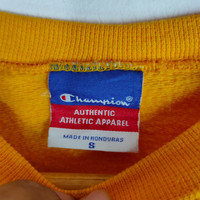 Champion
AUTHENTIC
ATHLETIC APPAREL
MADE IN HONDURAS
S